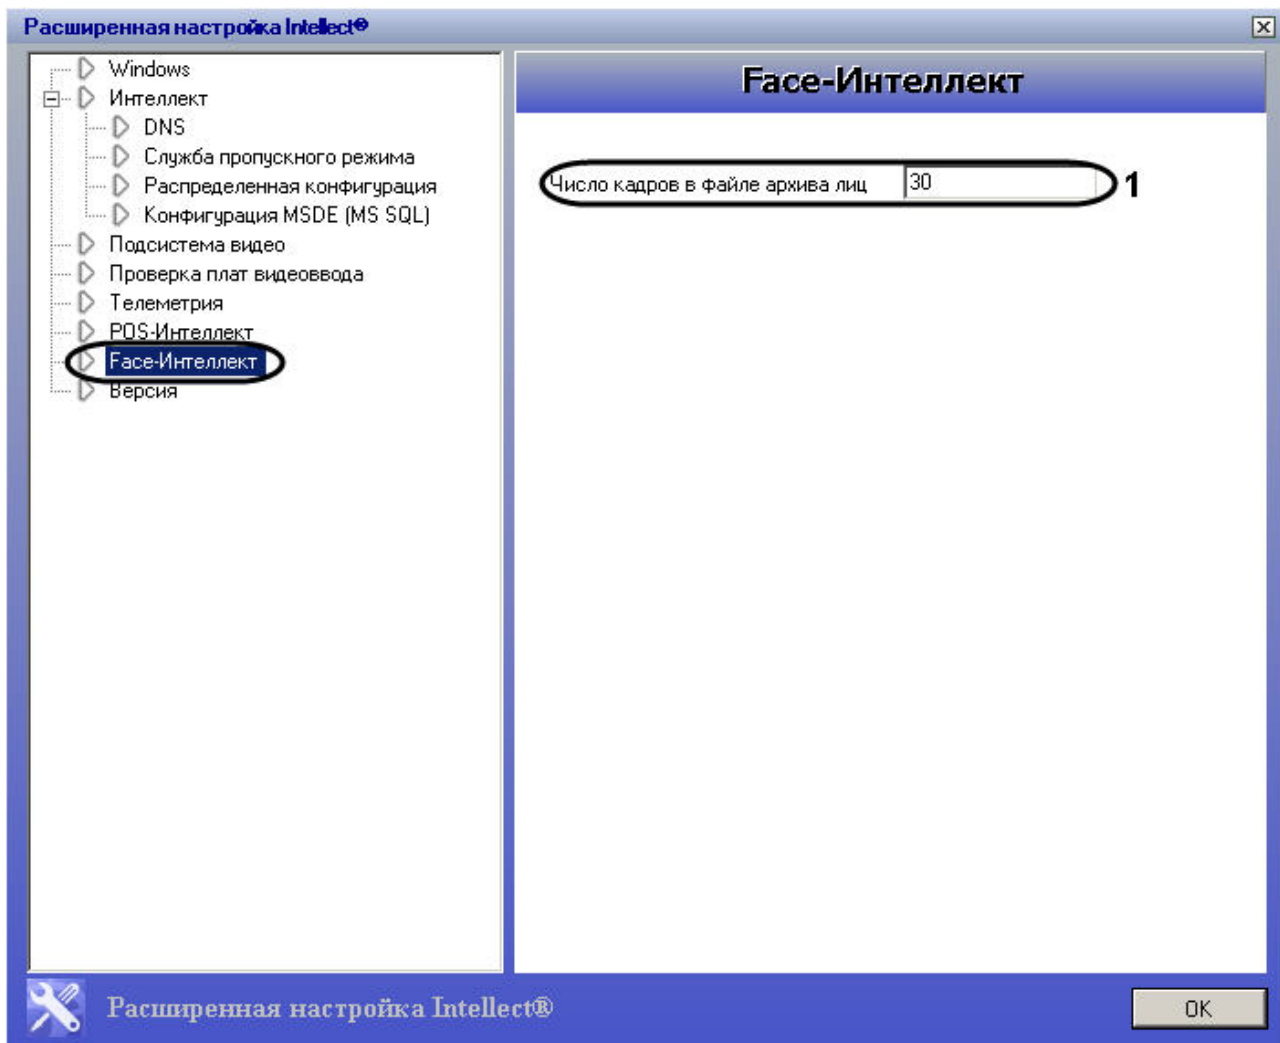 Расширенная настройка Intellect®
Windows
Интеллект
DNS
Служба пропускного режима
Распределенная конфигурация
Конфигурация MSDE (MS SQL)
Подсистема видео
Проверка плат видеоввода
Телеметрия
POS-Интеллект
Face-Интеллект
Версия
Face-Интеллект
Число кадров в файле архива лиц 30 1
Расширенная настройка Intellect®
OK